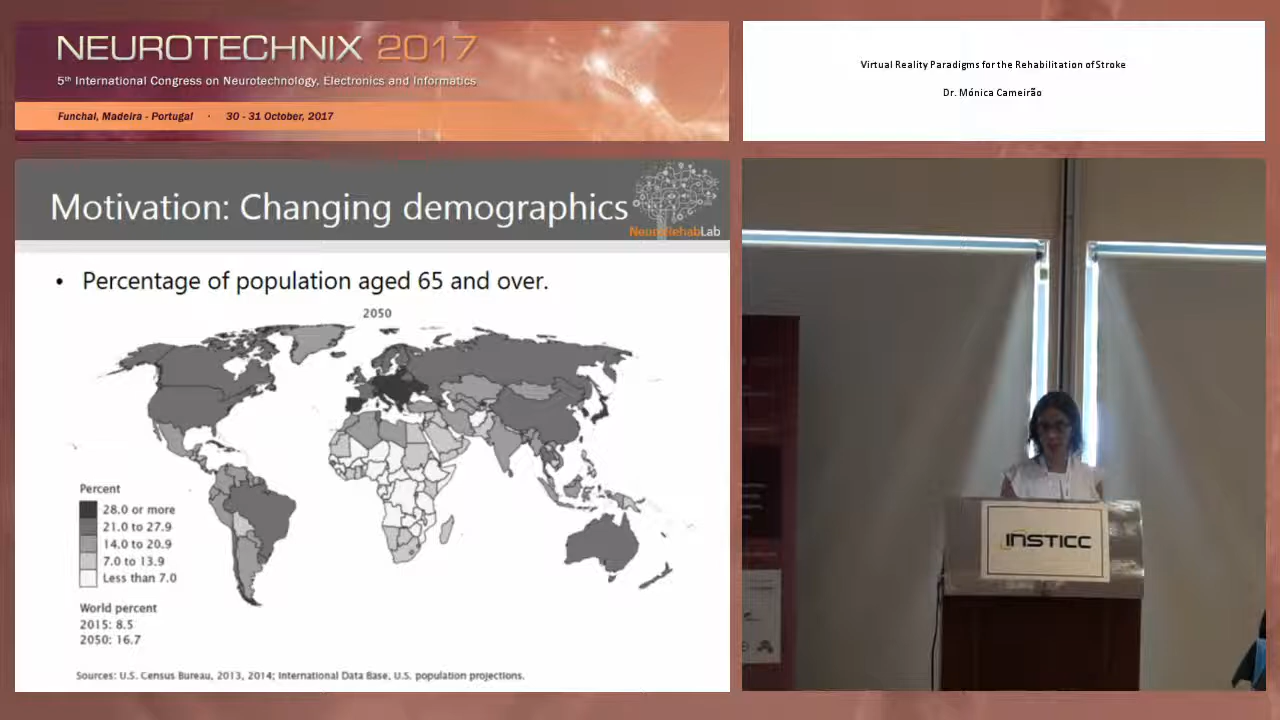 NEUROTECHNIX 2017
5th International Congress on Neurotechnology, Electronics and Informatics
Funchal, Madeira - Portugal · 30 - 31 October, 2017
Virtual Reality Paradigms for the Rehabilitation of Stroke
Dr. Mónica Cameirão
Motivation: Changing demographics
NeuroRehabLab
• Percentage of population aged 65 and over.
2050
Percent
28.0 or more
21.0 to 27.9
14.0 to 20.9
7.0 to 13.9
Less than 7.0
World percent
2015: 8.5
2050: 16.7
Sources: U.S. Census Bureau, 2013, 2014; International Data Base, U.S. population projections.
INSTICC